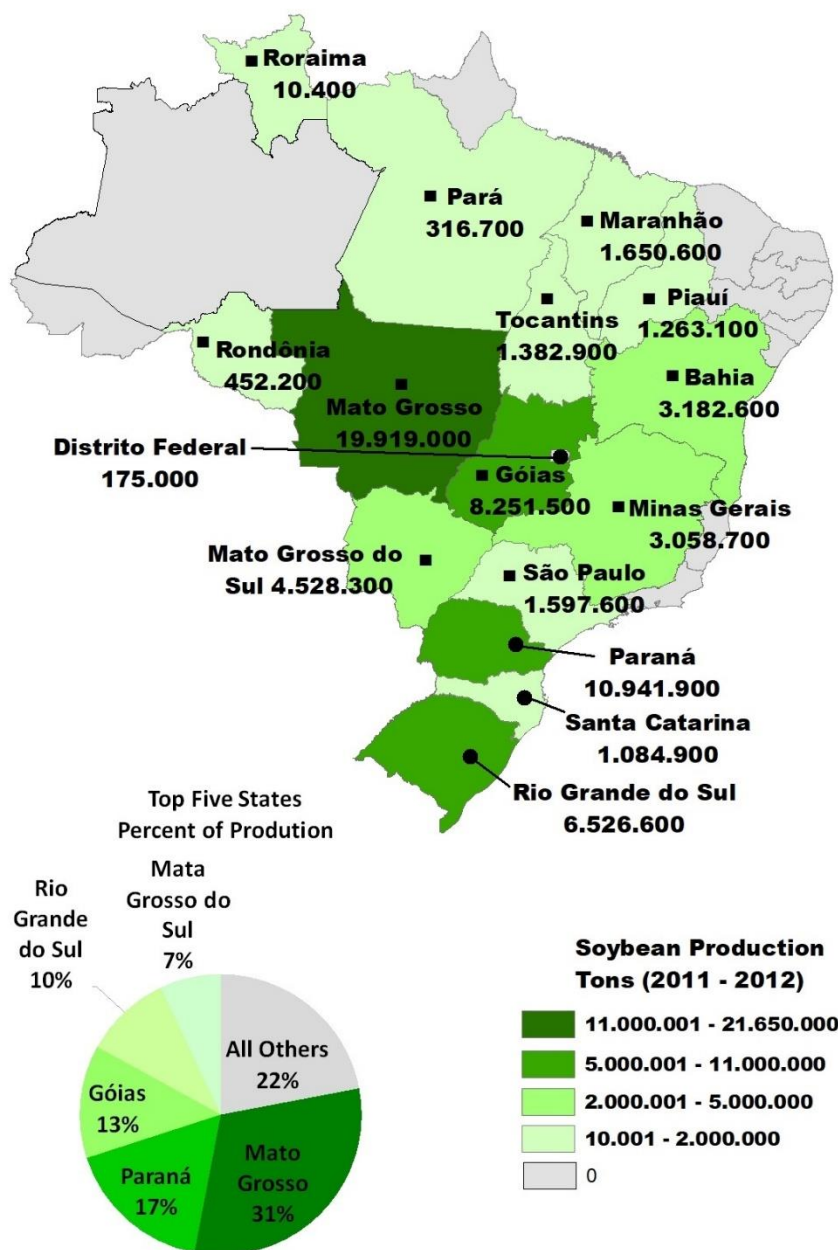 Roraima
10.400
Pará
316.700
Maranhão
1.650.600
Tocantins
1.382.900
Piauí
1.263.100
Rondônia
452.200
Bahia
3.182.600
Mato Grosso
19.919.000
Distrito Federal
175.000
Góias
8.251.500
Minas Gerais
3.058.700
Mato Grosso do
Sul 4.528.300
São Paulo
1.597.600
Paraná
10.941.900
Santa Catarina
1.084.900
Rio Grande do Sul
6.526.600
Top Five States
Percent of Prodution
Rio
Grande
do Sul
10%
Mata
Grosso do
Sul
7%
All Others
22%
Góias
13%
Paraná
17%
Mato
Grosso
31%
Soybean Production
Tons (2011 - 2012)
11.000.001 - 21.650.000
5.000.001 - 11.000.000
2.000.001 - 5.000.000
10.001 - 2.000.000
0